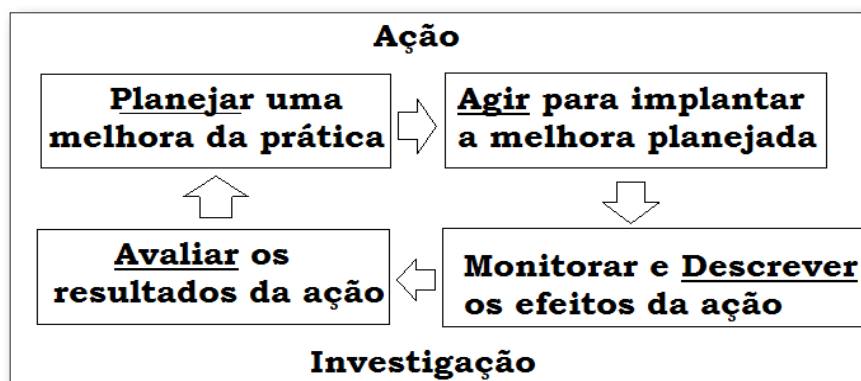 Ação
Planejar uma
melhora da prática
Agir para implantar
a melhora planejada
Monitorar e Descrever
os efeitos da ação
Avaliar os
resultados da ação
Investigação